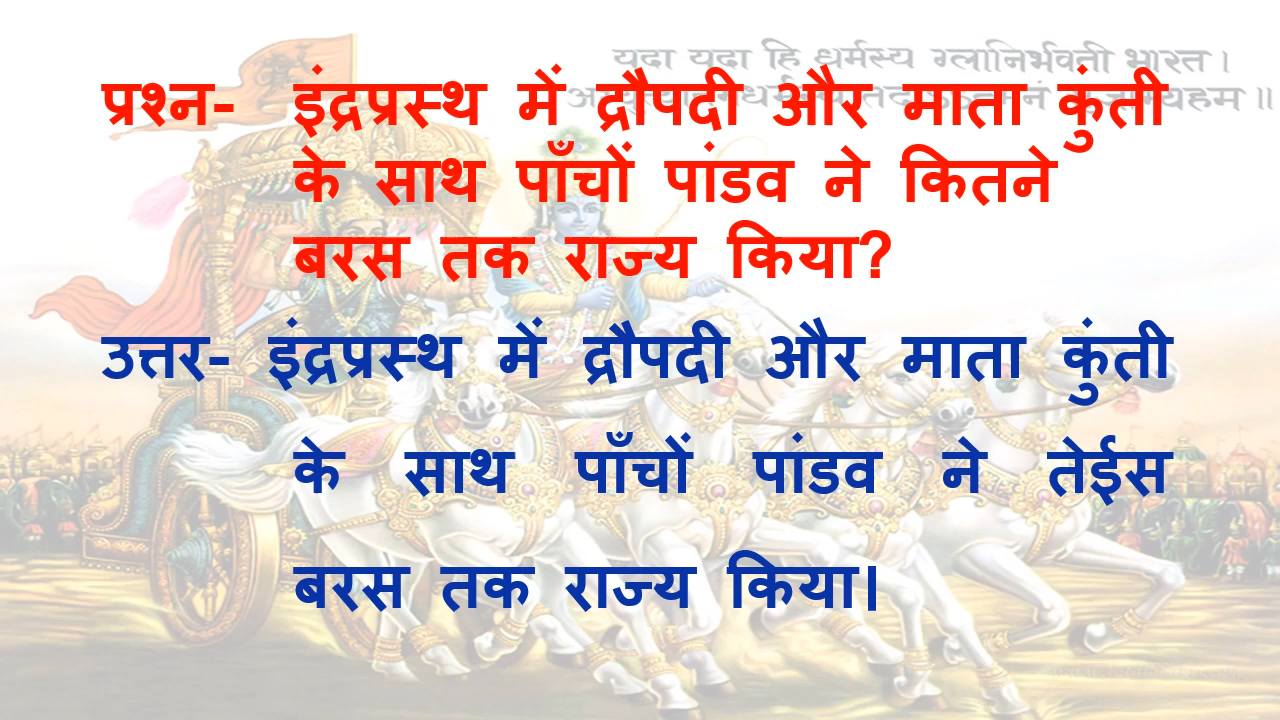 यदा यदा हि धर्मस्य ग्लानिर्भवती भारत।
प्रश्न- इंद्रप्रस्थ में द्रौपदी और माता कुंती
के साथ पाँचों पांडव ने कितने
बरस तक राज्य किया?
उत्तर- इंद्रप्रस्थ में द्रौपदी और माता कुंती
के साथ पाँचों पांडव ने तेईस
बरस तक राज्य किया।